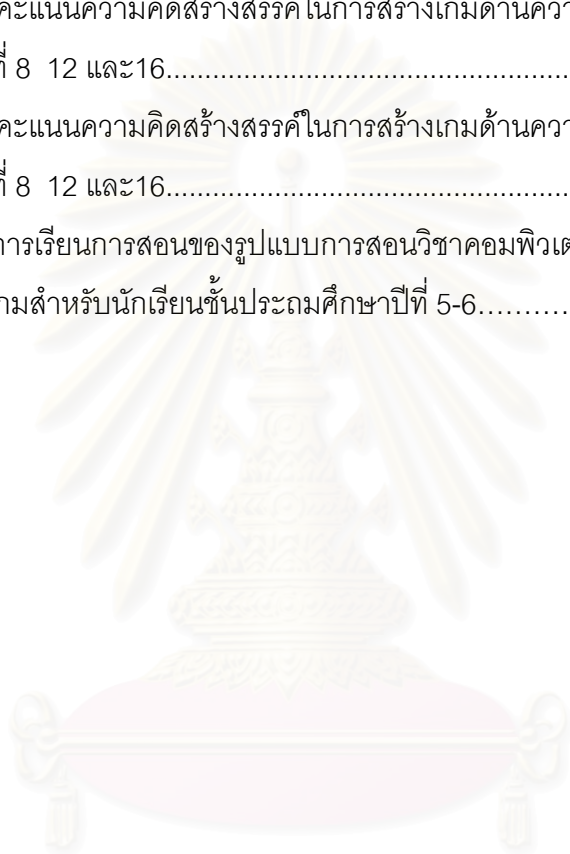 คะแนนความคิดสร้างสรรค์ในการสร้างเกมด้านควา
ที่ 8 12 และ16.............................................................
คะแนนความคิดสร้างสรรค์ในการสร้างเกมด้านควา
ที่ 8 12 และ16.............................................................
การเรียนการสอนของรูปแบบการสอนวิชาคอมพิวเต
กมสำหรับนักเรียนชั้นประถมศึกษาปีที่ 5-6..........